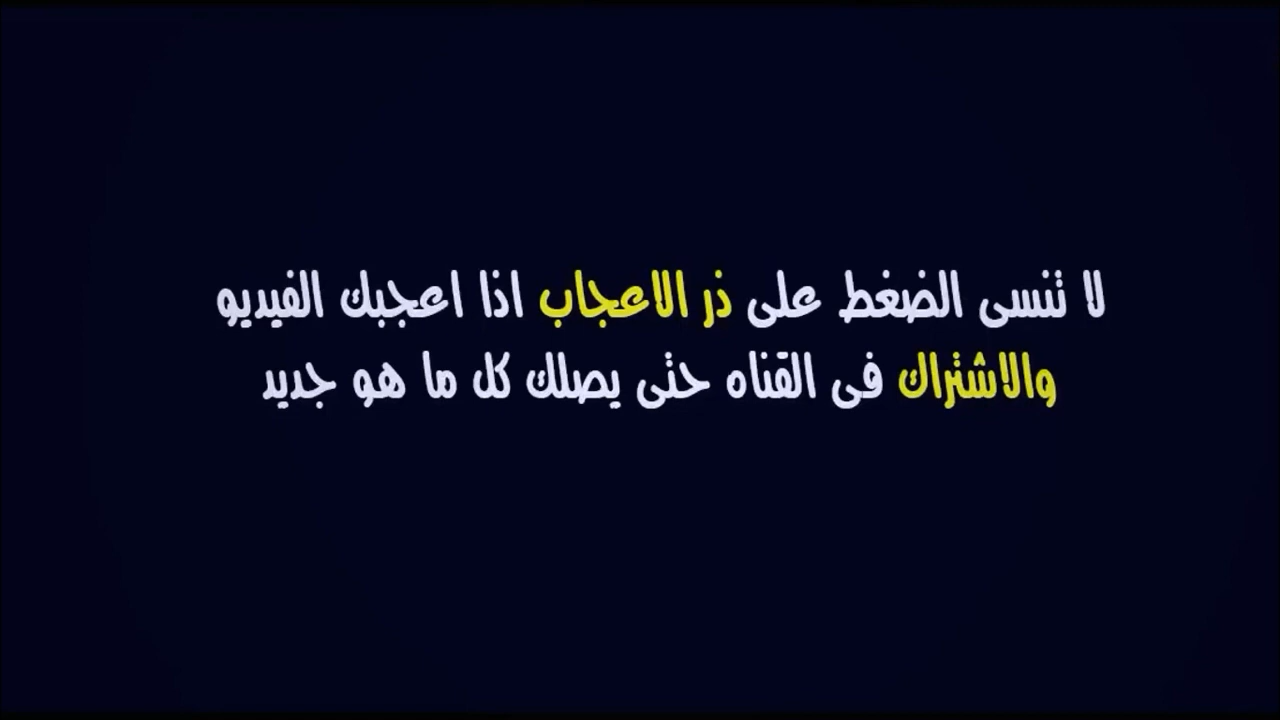 لا تنسى الضغط على ذر الاعجاب اذا اعجبك الفيديو
والاشتراك فى القناه حتى يصلك كل ما هو جديد